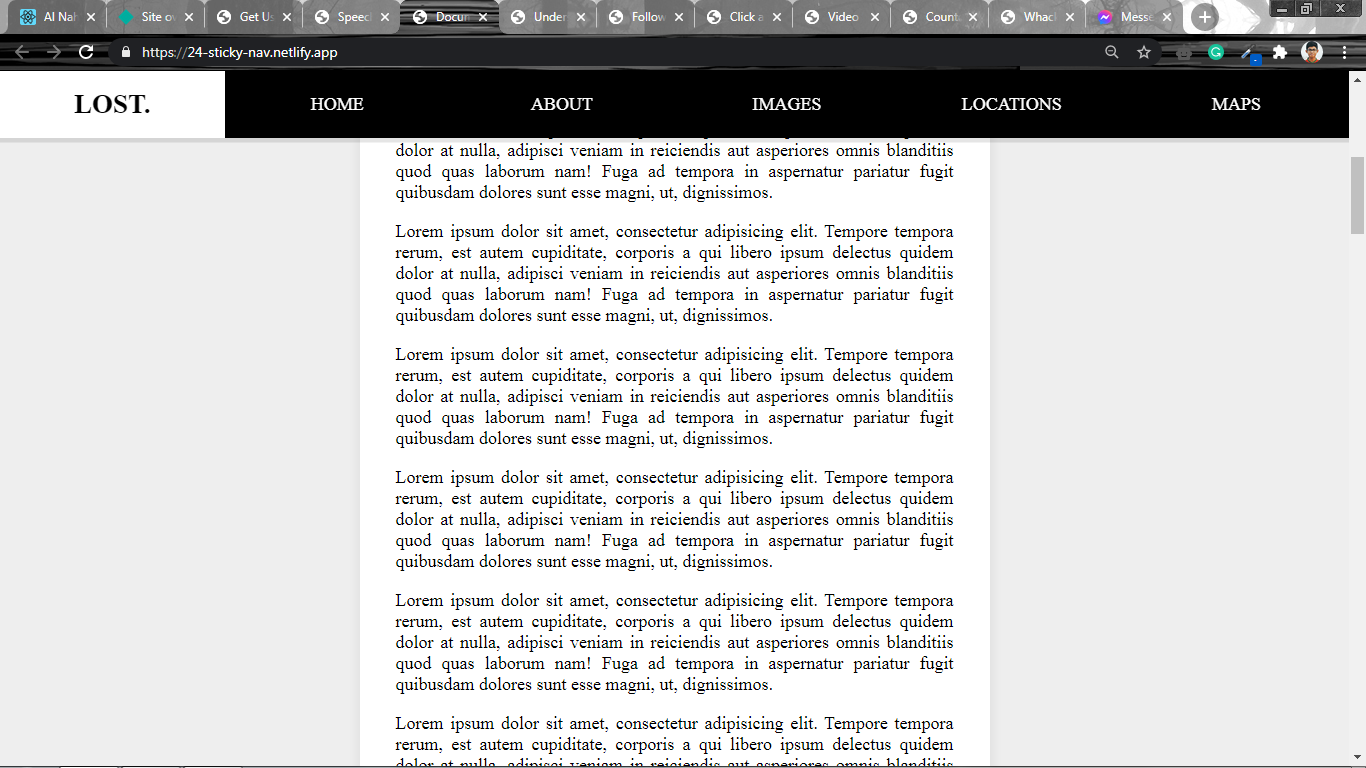 AI Nal
Site ov
Get Us
Speec
Docur
Under
Follow
Click a
Video
Count
Whac
Messe
https://24-sticky-nav.netlify.app
LOST.
HOME
ABOUT
IMAGES
LOCATIONS
MAPS
dolor at nulla, adipisci veniam in reiciendis aut asperiores omnis blanditiis
quod quas laborum nam! Fuga ad tempora in aspernatur pariatur fugit
quibusdam dolores sunt esse magni, ut, dignissimos.
Lorem ipsum dolor sit amet, consectetur adipisicing elit. Tempore tempora
rerum, est autem cupiditate, corporis a qui libero ipsum delectus quidem
dolor at nulla, adipisci veniam in reiciendis aut asperiores omnis blanditiis
quod quas laborum nam! Fuga ad tempora in aspernatur pariatur fugit
quibusdam dolores sunt esse magni, ut, dignissimos.
Lorem ipsum dolor sit amet, consectetur adipisicing elit. Tempore tempora
rerum, est autem cupiditate, corporis a qui libero ipsum delectus quidem
dolor at nulla, adipisci veniam in reiciendis aut asperiores omnis blanditiis
quod quas laborum nam! Fuga ad tempora in aspernatur pariatur fugit
quibusdam dolores sunt esse magni, ut, dignissimos.
Lorem ipsum dolor sit amet, consectetur adipisicing elit. Tempore tempora
rerum, est autem cupiditate, corporis a qui libero ipsum delectus quidem
dolor at nulla, adipisci veniam in reiciendis aut asperiores omnis blanditiis
quod quas laborum nam! Fuga ad tempora in aspernatur pariatur fugit
quibusdam dolores sunt esse magni, ut, dignissimos.
Lorem ipsum dolor sit amet, consectetur adipisicing elit. Tempore tempora
rerum, est autem cupiditate, corporis a qui libero ipsum delectus quidem
dolor at nulla, adipisci veniam in reiciendis aut asperiores omnis blanditiis
quod quas laborum nam! Fuga ad tempora in aspernatur pariatur fugit
quibusdam dolores sunt esse magni, ut, dignissimos.
Lorem ipsum dolor sit amet, consectetur adipisicing elit. Tempore tempora
rerum, est autem cupiditate, corporis a qui libero ipsum delectus quidem
dolor at nulla, adipisci veniam in reiciendis aut asperiores omnis blanditiis